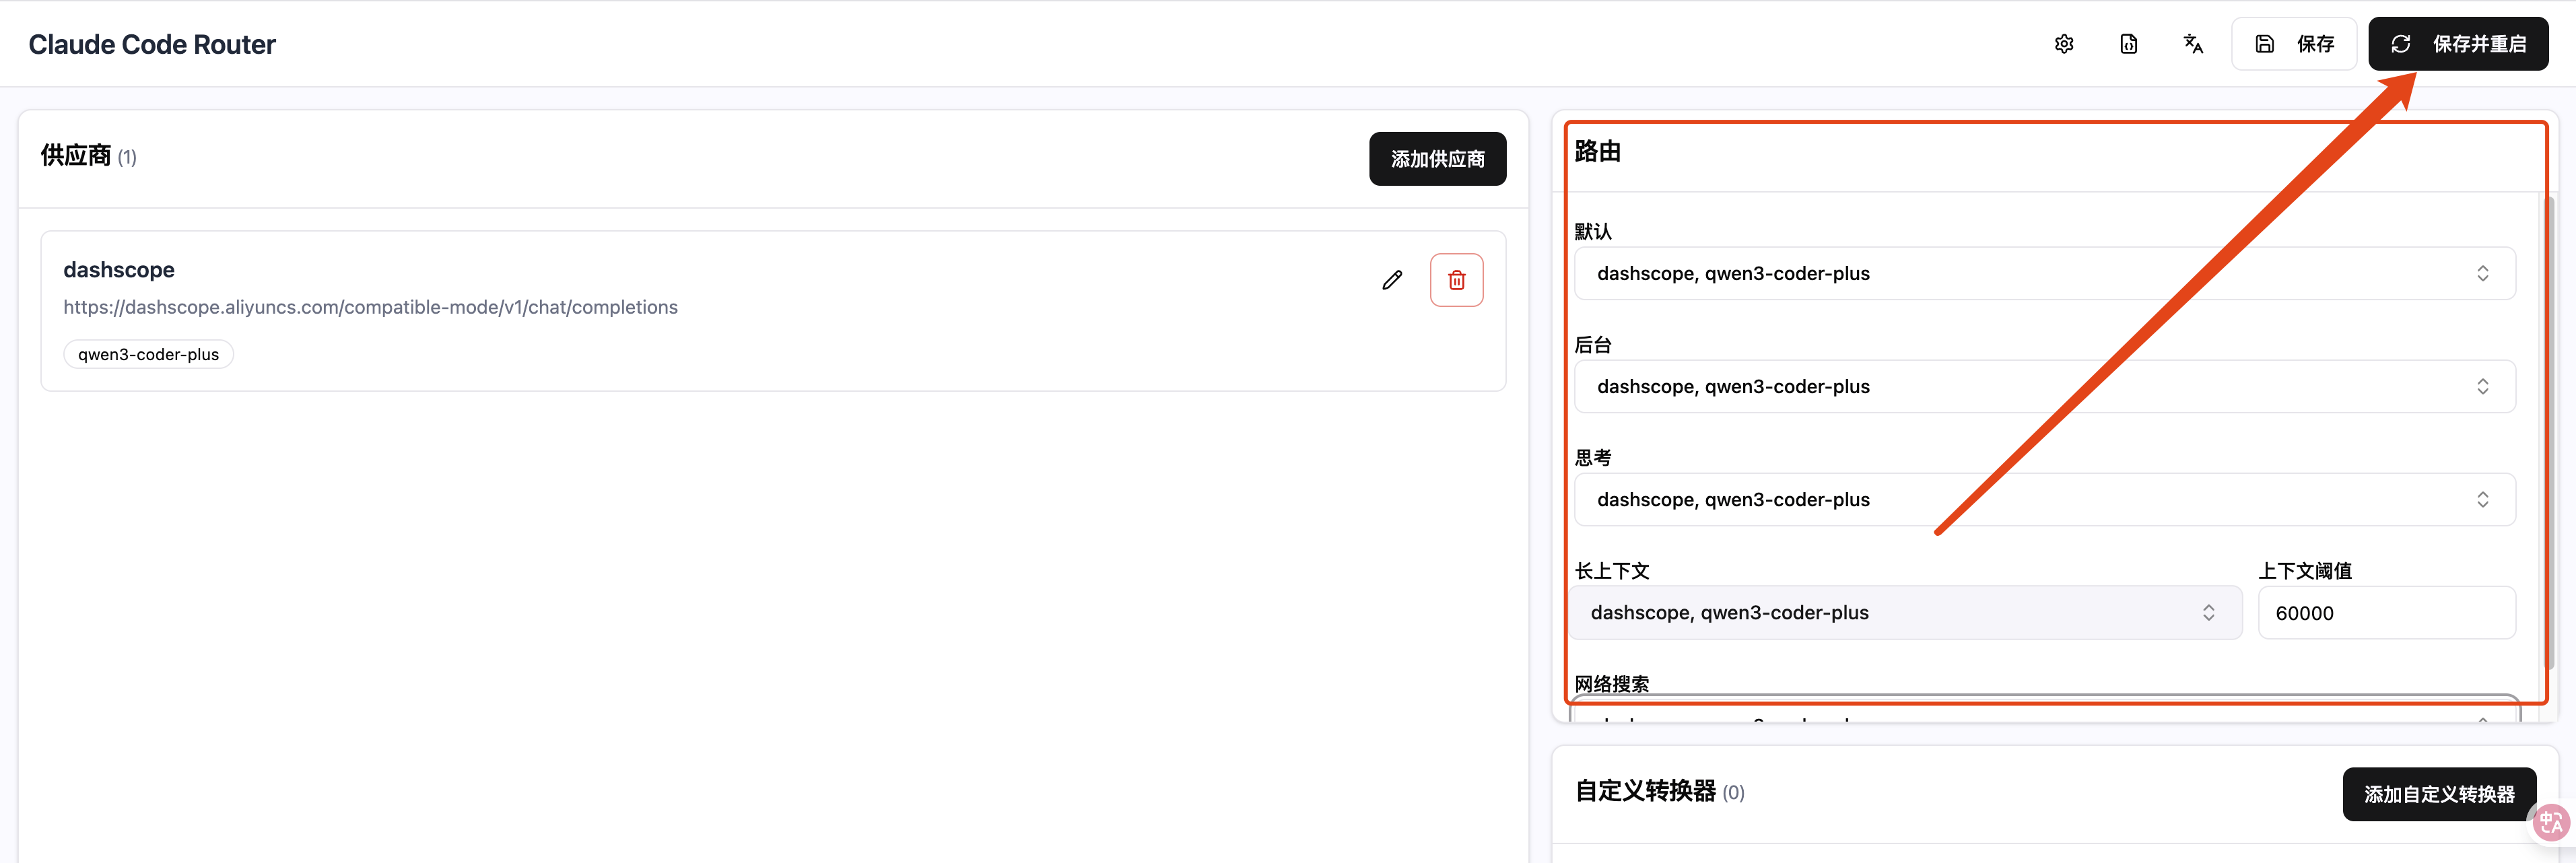 Claude Code Router
保存
保存并重启
供应商 (1)
添加供应商
dashscope
https://dashscope.aliyuncs.com/compatible-mode/v1/chat/completions
qwen3-coder-plus
路由
默认
dashscope, qwen3-coder-plus
后台
dashscope, qwen3-coder-plus
思考
dashscope, qwen3-coder-plus
长上下文
上下文阈值
dashscope, qwen3-coder-plus
60000
网络搜索
自定义转换器 (0)
添加自定义转换器